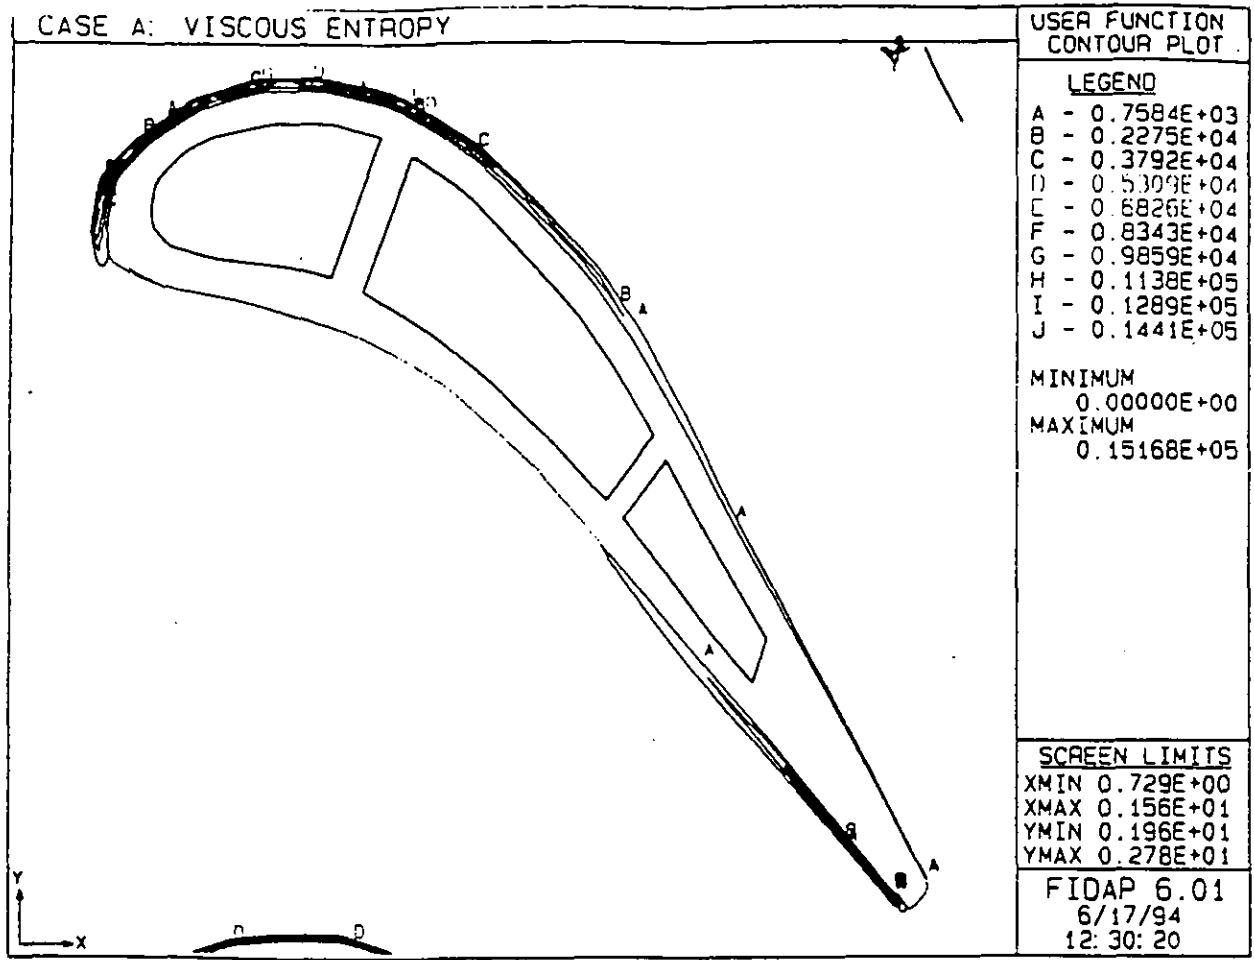 CASE A: VISCOUS ENTROPY
USER FUNCTION
CONTOUR PLOT
LEGEND
A - 0.7584E+03
B - 0.2275E+04
C - 0.3792E+04
D - 0.5309E+04
E - 0.6826E+04
F - 0.8343E+04
G - 0.9859E+04
H - 0.1138E+05
I - 0.1289E+05
J - 0.1441E+05
MINIMUM
0.00000E+00
MAXIMUM
0.15168E+05
SCREEN LIMITS
XMIN 0.729E+00
XMAX 0.156E+01
YMIN 0.196E+01
YMAX 0.278E+01
FIDAP 6.01
6/17/94
12:30:20
A
B
C
B
A
A
A
A
D
Y
X